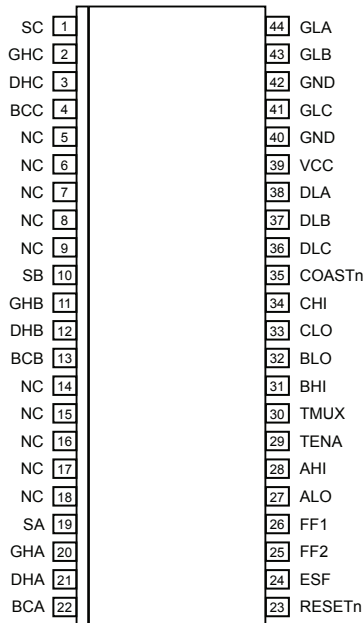 SC 1 44 GLA
GHC 2 43 GLB
DHC 3 42 GND
BCC 4 41 GLC
NC 5 40 GND
NC 6 39 VCC
NC 7 38 DLA
NC 8 37 DLB
NC 9 36 DLC
SB 10 35 COASTn
GHB 11 34 CHI
DHB 12 33 CLO
BCB 13 32 BLO
NC 14 31 BHI
NC 15 30 TMUX
NC 16 29 TENA
NC 17 28 AHI
NC 18 27 ALO
SA 19 26 FF1
GHA 20 25 FF2
DHA 21 24 ESF
BCA 22 23 RESETn